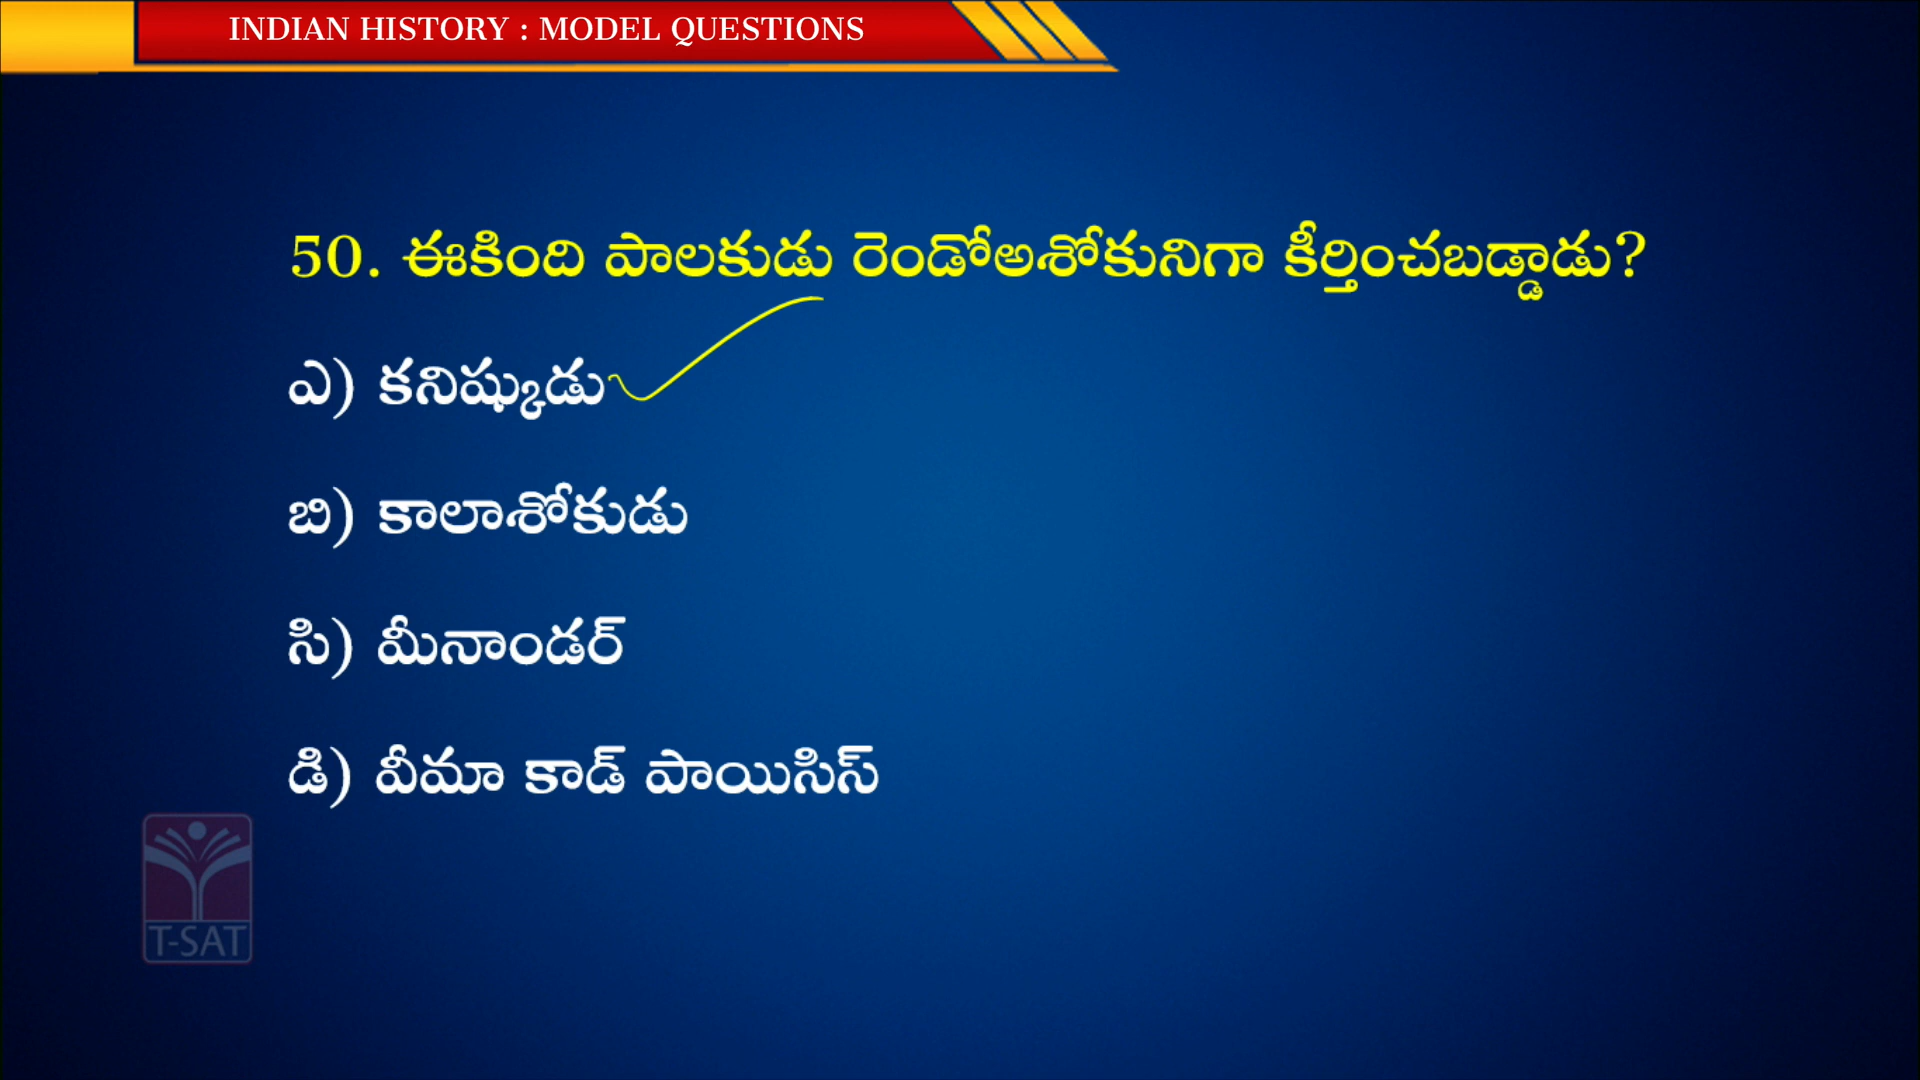 INDIAN HISTORY : MODEL QUESTIONS
50. ఈకింది పాలకుడు రెండోఅశోకునిగా కీర్తించబడ్డాడు?
ఎ) కనిష్కుడు
బి) కాలాశోకుడు
సి) మీనాండర్
డి) వీమా కాడ్ పాయిసిస్
T-SAT